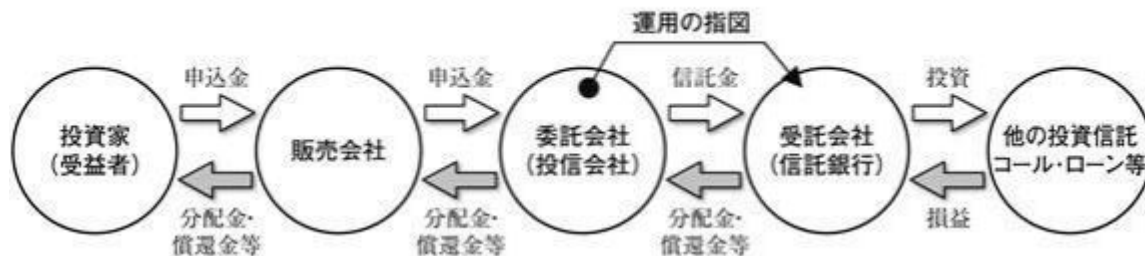 運用の指図
申込金
申込金
信託金
投資
投資家
(受益者)
販売会社
委託会社
(投信会社)
受託会社
(信託銀行)
他の投資信託
コール・ローン等
分配金・
償還金等
分配金・
償還金等
分配金・
償還金等
損益